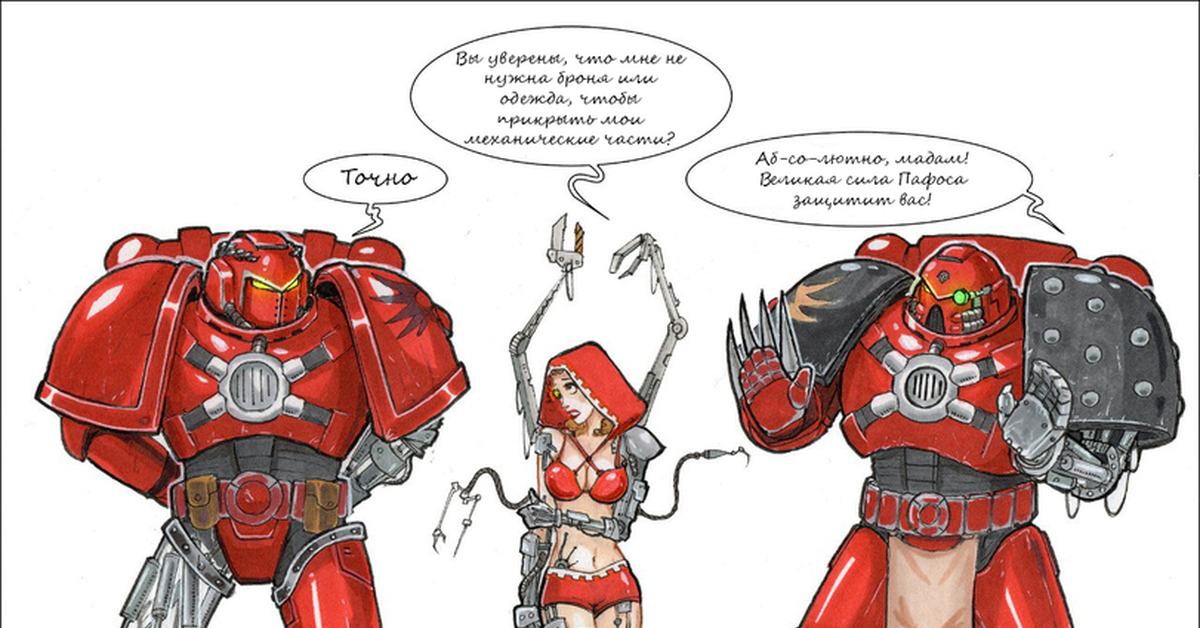 Вы уверены, что мне не
нужна броня или
одежда, чтобы
прикрыть мои
механические части?
Точно
Аб-со-лютно, мадам!
Великая сила Пафоса
защитит вас!